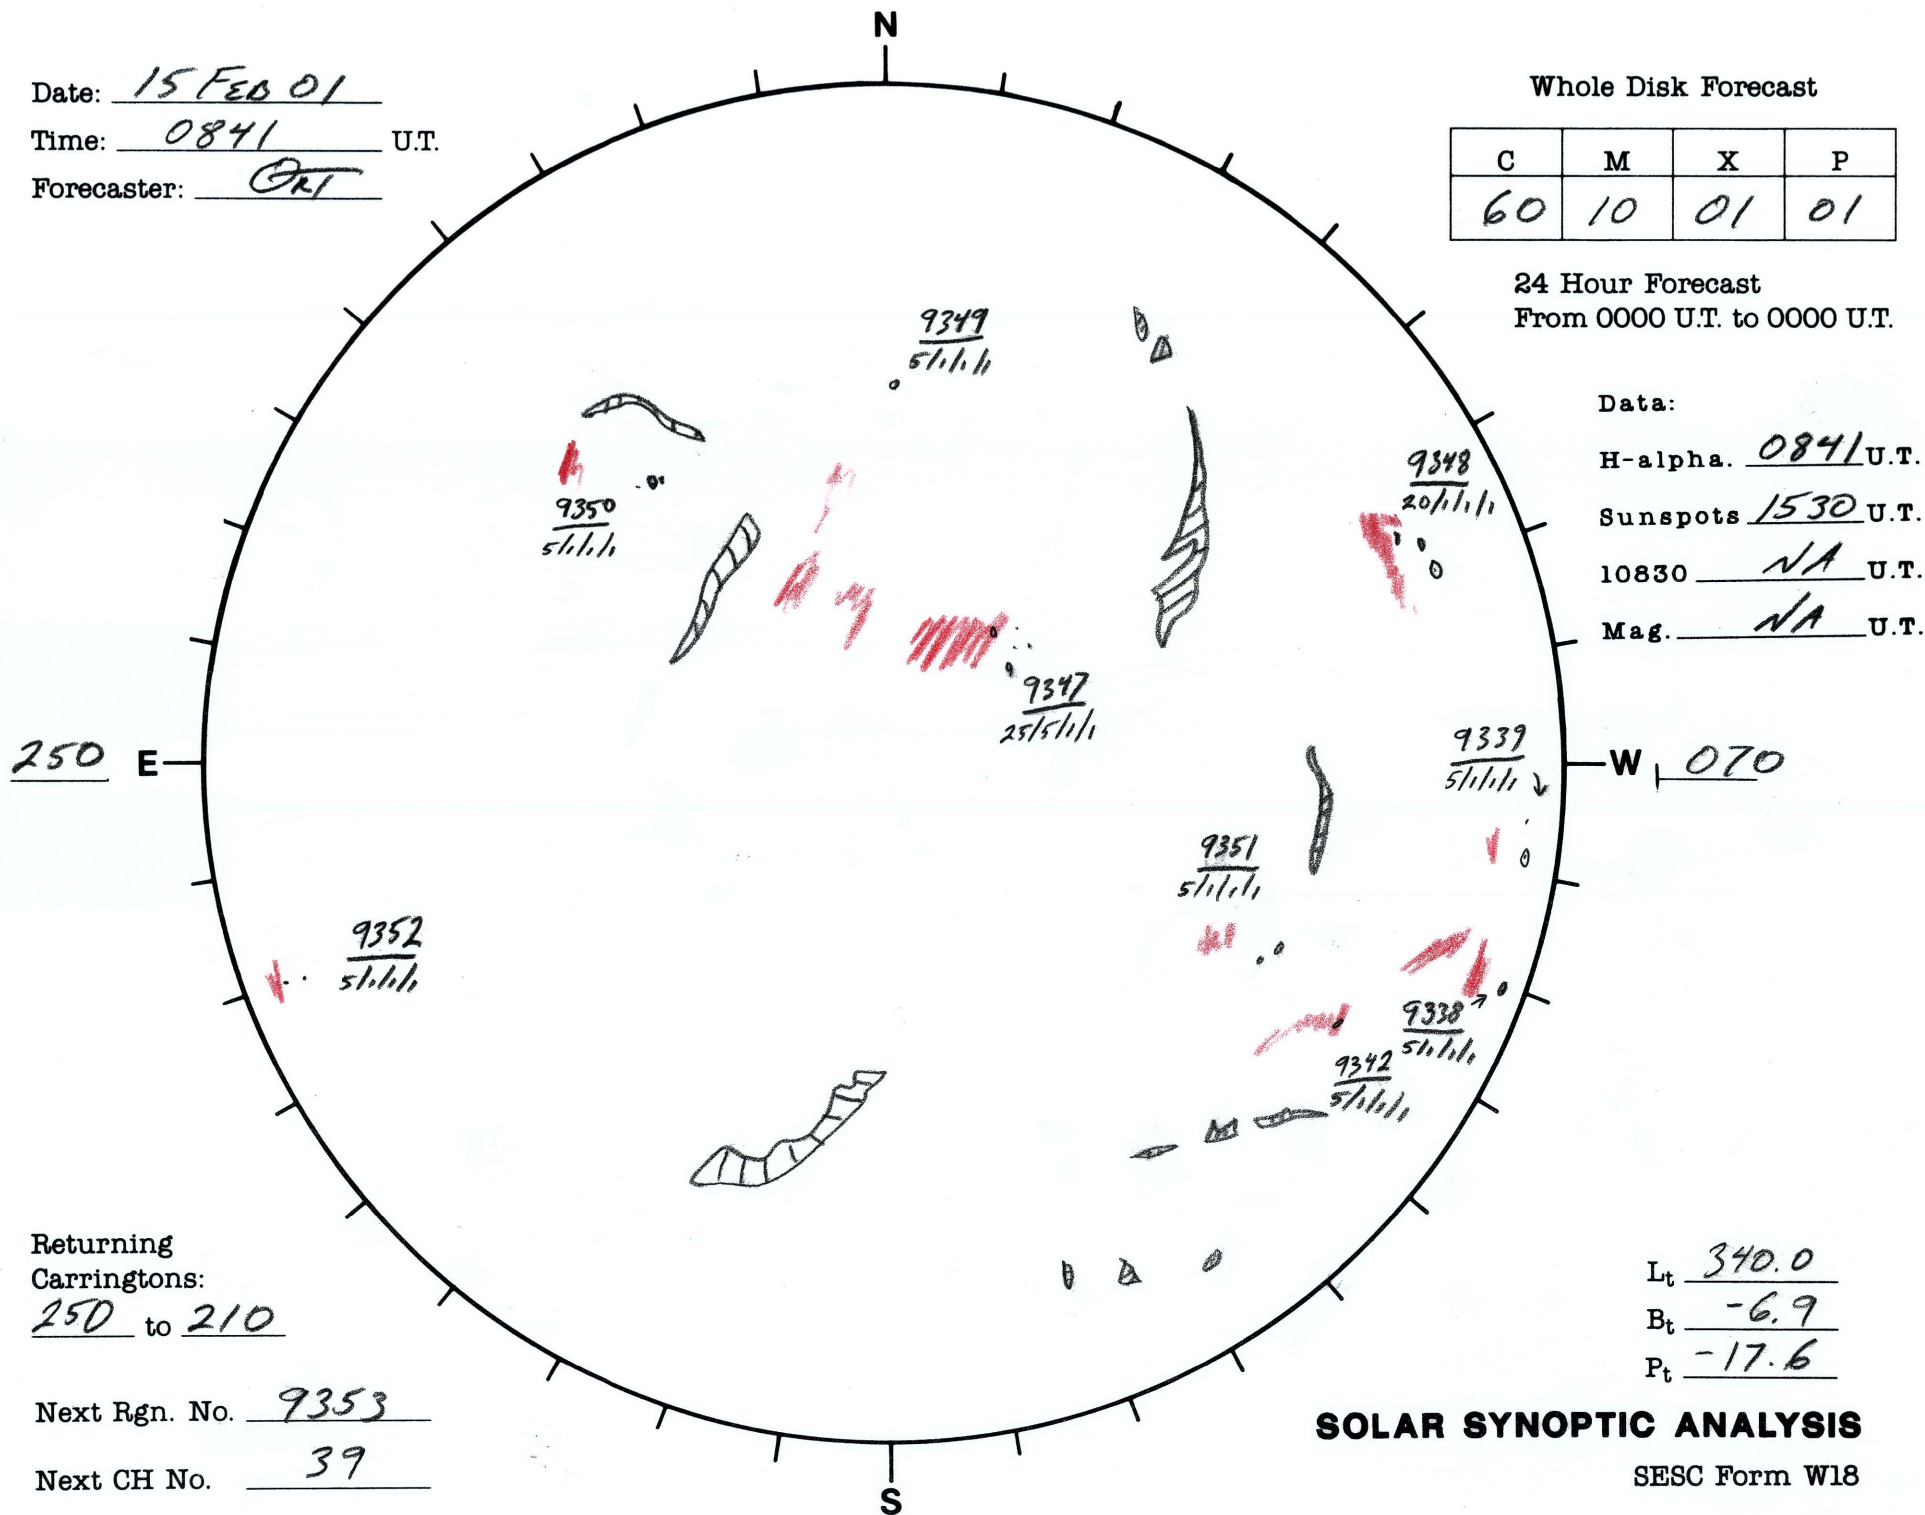 N
Date: 15 FEB 01
Time: 0841 U.T.
Forecaster: ORT
Whole Disk Forecast
C M X P
60 10 01 01
24 Hour Forecast
From 0000 U.T. to 0000 U.T.
Data:
H-alpha. 0841 U.T.
Sunspots 1530 U.T.
10830 NA U.T.
Mag. NA U.T.
9349
5/1/1/1
9348
20/1/1/1
9350
5/1/1/1
9347
25/5/1/1
250 E
9339
5/1/1/1
W 070
9351
5/1/1/1
9352
5/1/1/1
9338
5/1/1/1
9342
5/1/1/1
Returning
Carringtons:
250 to 210
Next Rgn. No. 9353
Next CH No. 39
S
Lt 340.0
Bt -6.9
Pt -17.6
SOLAR SYNOPTIC ANALYSIS
SESC Form W18